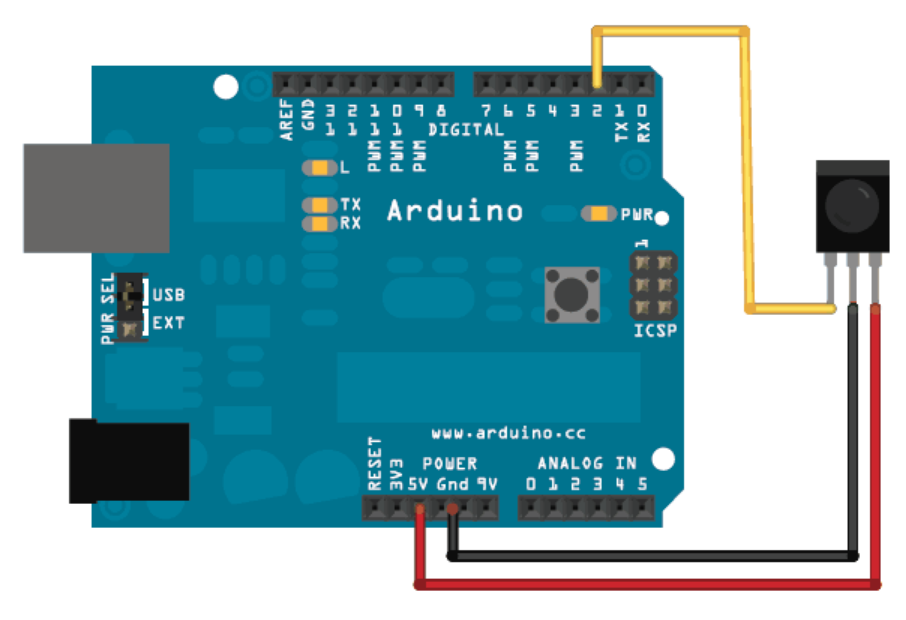 AREF
GND
13
12
11
10
9
8
7
6
5
4
3
2
1
0
DIGITAL
PWM
PWM
PWM
PWM
PWM
PWM
TX
RX
L
TX
RX
Arduino
PWR
1
ICSP
PWR SEL
USB
EXT
www.arduino.cc
POWER
ANALOG IN
RESET
3V3
5V Gnd 9V
0 1 2 3 4 5